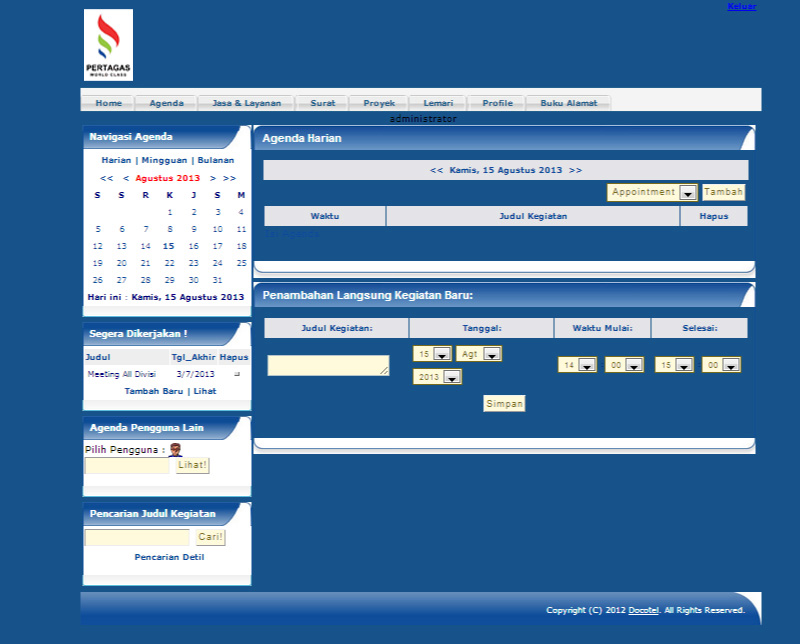 Keluar
PERTAGAS
WORLD CLASS
Home Agenda Jasa & Layanan Surat Proyek Lemari Profile Buku Alamat
administrator
Navigasi Agenda
Harian | Mingguan | Bulanan
<< < Agustus 2013 > >>
S S R K J S M
1 2 3 4
5 6 7 8 9 10 11
12 13 14 15 16 17 18
19 20 21 22 23 24 25
26 27 28 29 30 31
Hari ini : Kamis, 15 Agustus 2013
Segera Dikerjakan !
Judul Tgl_Akhir Hapus
Meeting All Divisi 3/7/2013
Tambah Baru | Lihat
Agenda Pengguna Lain
Pilih Pengguna :
Lihat!
Pencarian Judul Kegiatan
Cari!
Pencarian Detil
Agenda Harian
<< Kamis, 15 Agustus 2013 >>
Appointment Tambah
Waktu Judul Kegiatan Hapus
Penambahan Langsung Kegiatan Baru:
Judul Kegiatan: Tanggal: Waktu Mulai: Selesai:
15 Agt
2013
14 00 15 00
Simpan
Copyright (C) 2012 Docotel. All Rights Reserved.